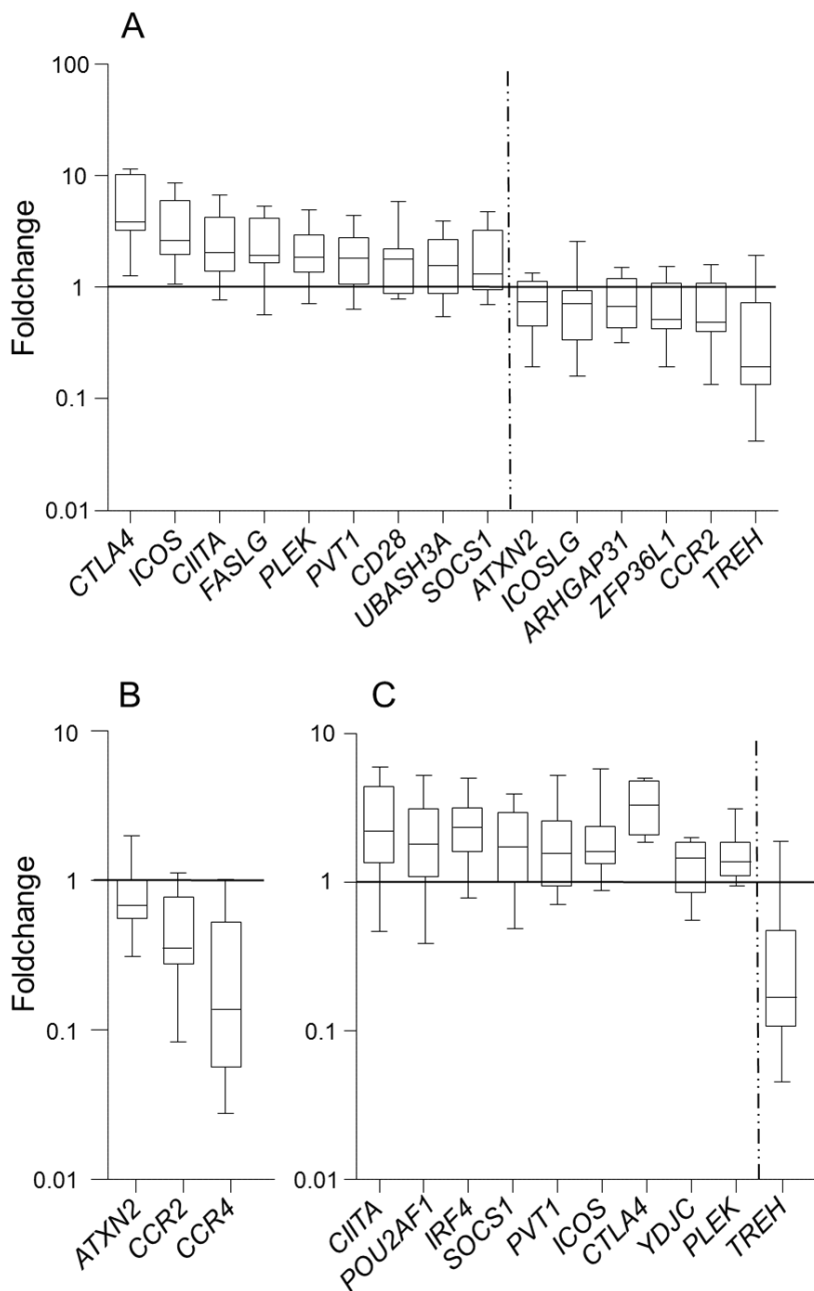 A
Foldchange
100
10
1
0.1
0.01
CTLA4
ICOS
CIITA
FASLG
PLEK
PVT1
CD28
UBASH3A
SOCS1
ATXN2
ICOSLG
ARHGAP31
ZFP36L1
CCR2
TREH
B
Foldchange
10
1
0.1
0.01
ATXN2
CCR2
CCR4
C
10
1
0.1
0.01
CIITA
POU2AF1
IRF4
SOCS1
PVT1
ICOS
CTLA4
YDJC
PLEK
TREH